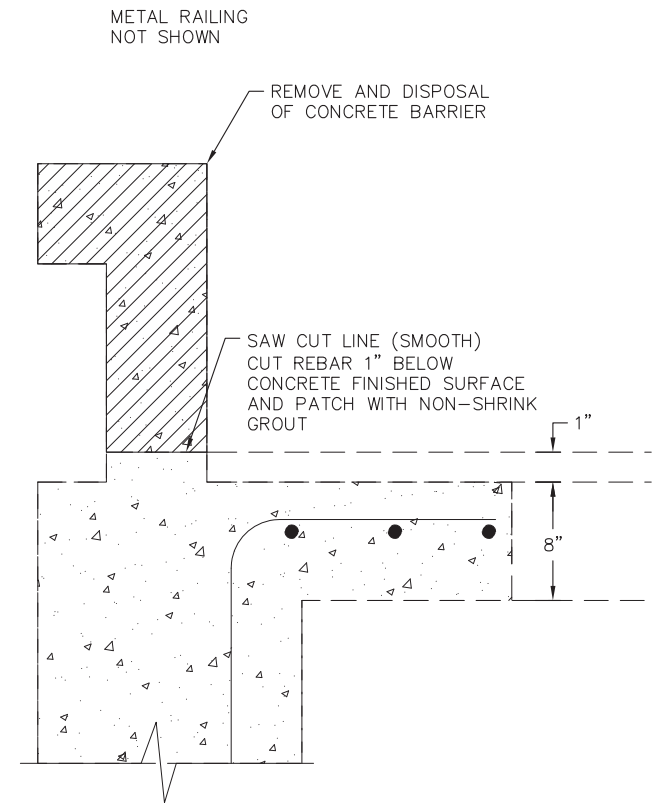 METAL RAILING
NOT SHOWN
REMOVE AND DISPOSAL
OF CONCRETE BARRIER
SAW CUT LINE (SMOOTH)
CUT REBAR 1" BELOW
CONCRETE FINISHED SURFACE
AND PATCH WITH NON-SHRINK
GROUT
1"
8"